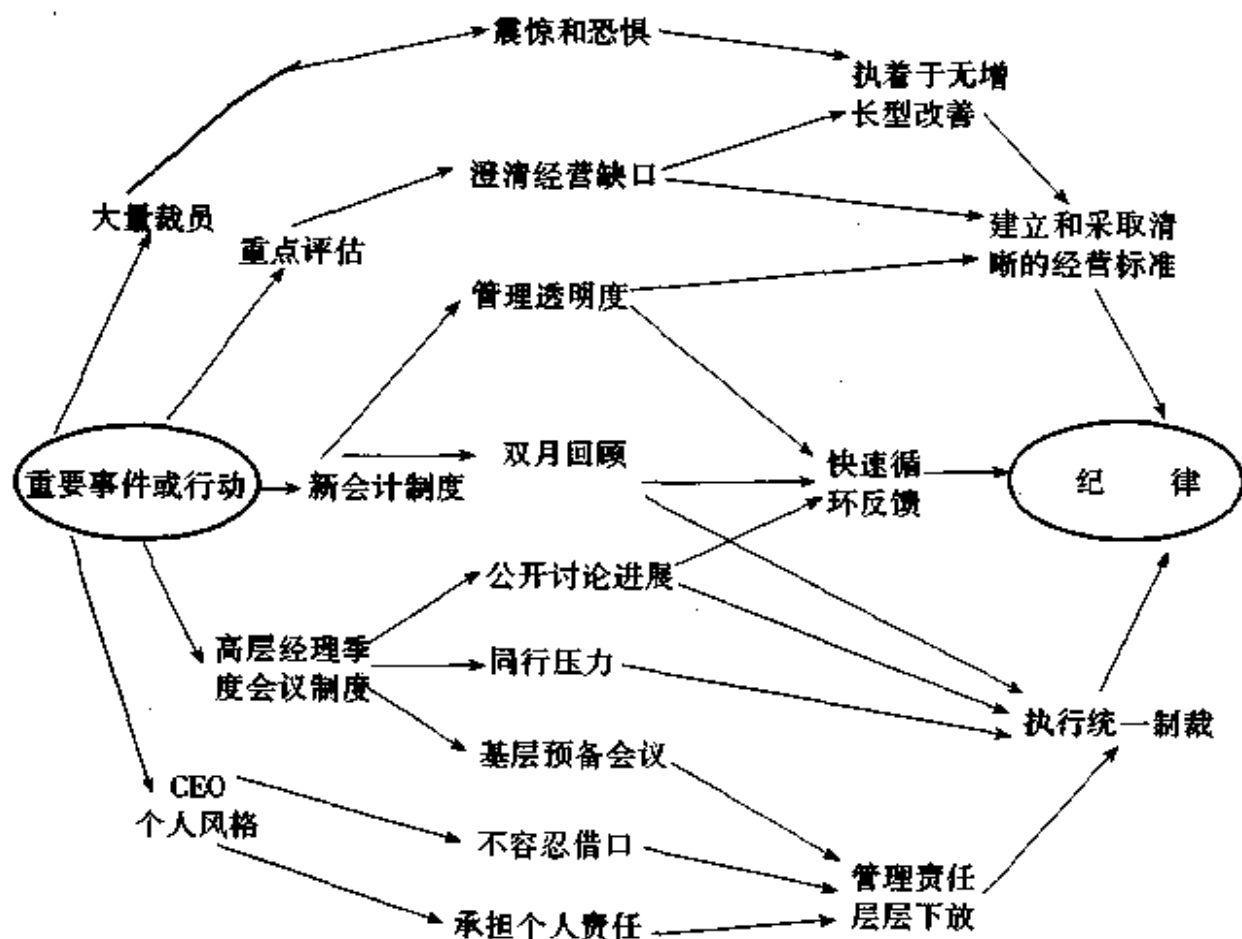 震惊和恐惧
执着于无增
长型改善
澄清经营缺口
大量裁员
重点评估
建立和采取清
晰的经营标准
管理透明度
双月回顾
快速循
环反馈
重要事件或行动
新会计制度
纪 律
公开讨论进展
高层经理季
度会议制度
同行压力
执行统一制裁
基层预备会议
CEO
个人风格
不容忍借口
管理责任
层层下放
承担个人责任